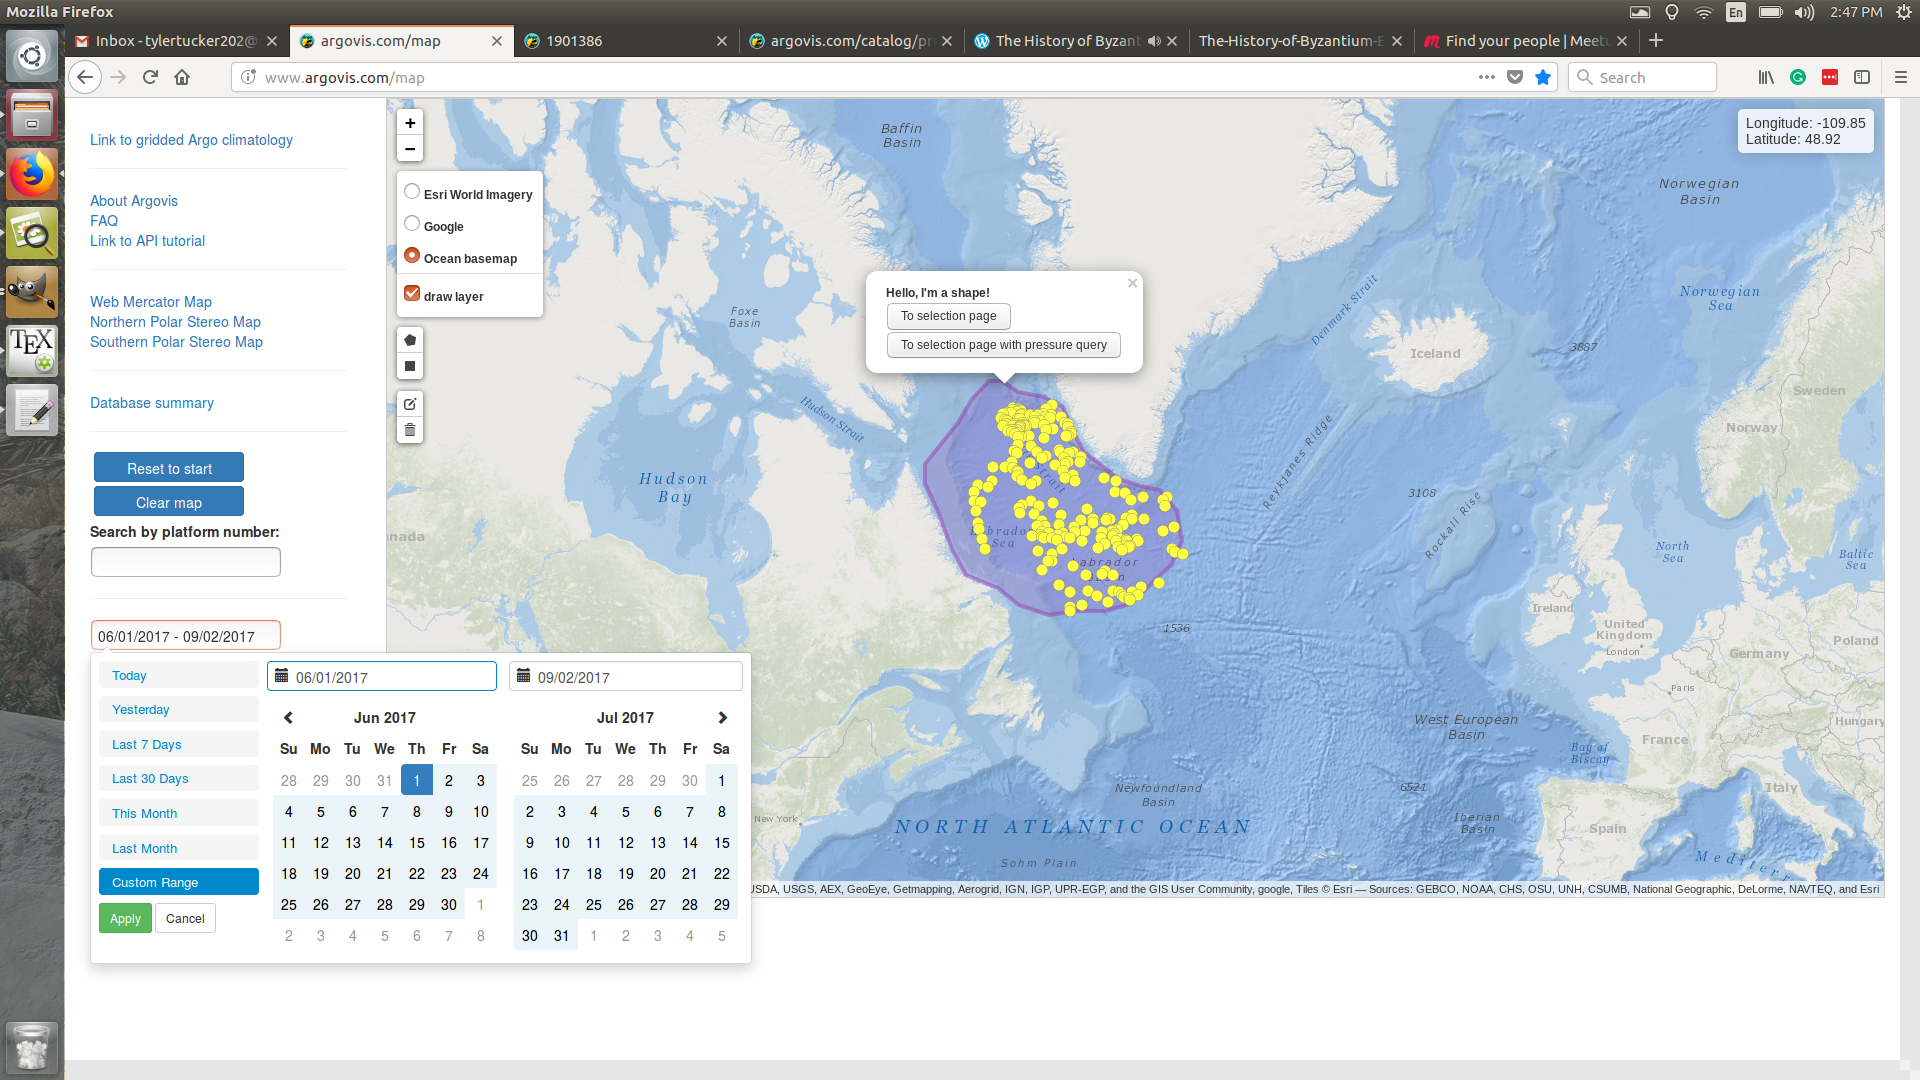 Mozilla Firefox
En
2:47 PM
Inbox - tylertucker202@
argovis.com/map
1901386
argovis.com/catalog/pr
The History of Byzant
The-History-of-Byzantium-E
Find your people | Meetu
www.argovis.com/map
Search
Link to gridded Argo climatology
About Argovis
FAQ
Link to API tutorial
Web Mercator Map
Northern Polar Stereo Map
Southern Polar Stereo Map
Database summary
Reset to start
Clear map
Search by platform number:
06/01/2017 - 09/02/2017
Today
Yesterday
Last 7 Days
Last 30 Days
This Month
Last Month
Custom Range
Apply
Cancel
06/01/2017
09/02/2017
Jun 2017
Su Mo Tu We Th Fr Sa
28 29 30 31 1 2 3
4 5 6 7 8 9 10
11 12 13 14 15 16 17
18 19 20 21 22 23 24
25 26 27 28 29 30 1
2 3 4 5 6 7 8
Jul 2017
Su Mo Tu We Th Fr Sa
25 26 27 28 29 30 1
2 3 4 5 6 7 8
9 10 11 12 13 14 15
16 17 18 19 20 21 22
23 24 25 26 27 28 29
30 31 1 2 3 4 5
+
−
Esri World Imagery
Google
Ocean basemap
draw layer
Longitude: -109.85
Latitude: 48.92
Hello, I'm a shape!
×
To selection page
To selection page with pressure query
Baffin
Basin
Norwegian
Basin
Norwegian
Sea
Foxe
Basin
Denmark Strait
Iceland
3887
Sweden
Hudson Strait
Norway
Reykjanes Ridge
Hudson
Bay
3108
Rockall Rise
nada
Labrador
Sea
North
Sea
Baltic
Sea
Ireland
United
Kingdom
London
Poland
Germany
1536
Paris
West European
Basin
France
Hungary
Bay of
Biscay
Newfoundland
Basin
6521
Italy
New York
NORTH ATLANTIC OCEAN
Iberian
Basin
Spain
Sohm Plain
Mediterr
USDA, USGS, AEX, GeoEye, Getmapping, Aerogrid, IGN, IGP, UPR-EGP, and the GIS User Community, google, Tiles © Esri — Sources: GEBCO, NOAA, CHS, OSU, UNH, CSUMB, National Geographic, DeLorme, NAVTEQ, and Esri
TEX